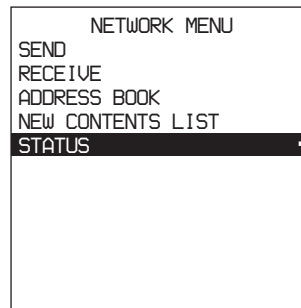 NETWORK MENU
SEND
RECEIVE
ADDRESS BOOK
NEW CONTENTS LIST
STATUS